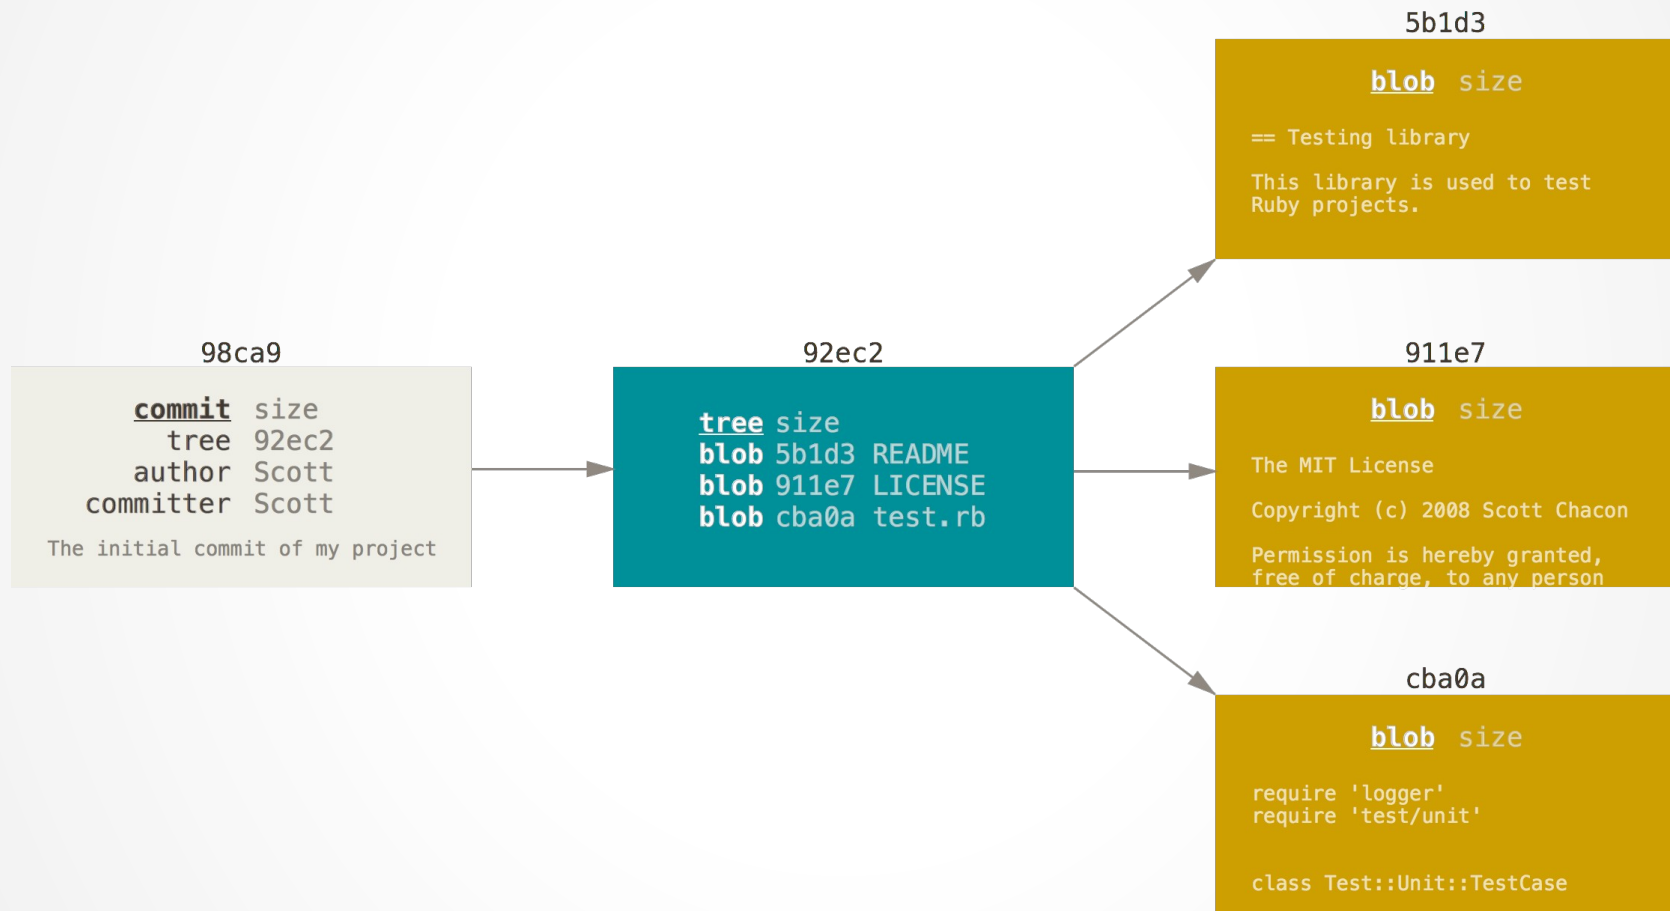 98ca9
commit size
tree 92ec2
author Scott
committer Scott
The initial commit of my project
92ec2
tree size
blob 5b1d3 README
blob 911e7 LICENSE
blob cba0a test.rb
5b1d3
blob size
== Testing library
This library is used to test
Ruby projects.
911e7
blob size
The MIT License
Copyright (c) 2008 Scott Chacon
Permission is hereby granted,
free of charge, to any person
cba0a
blob size
require 'logger'
require 'test/unit'
class Test::Unit::TestCase